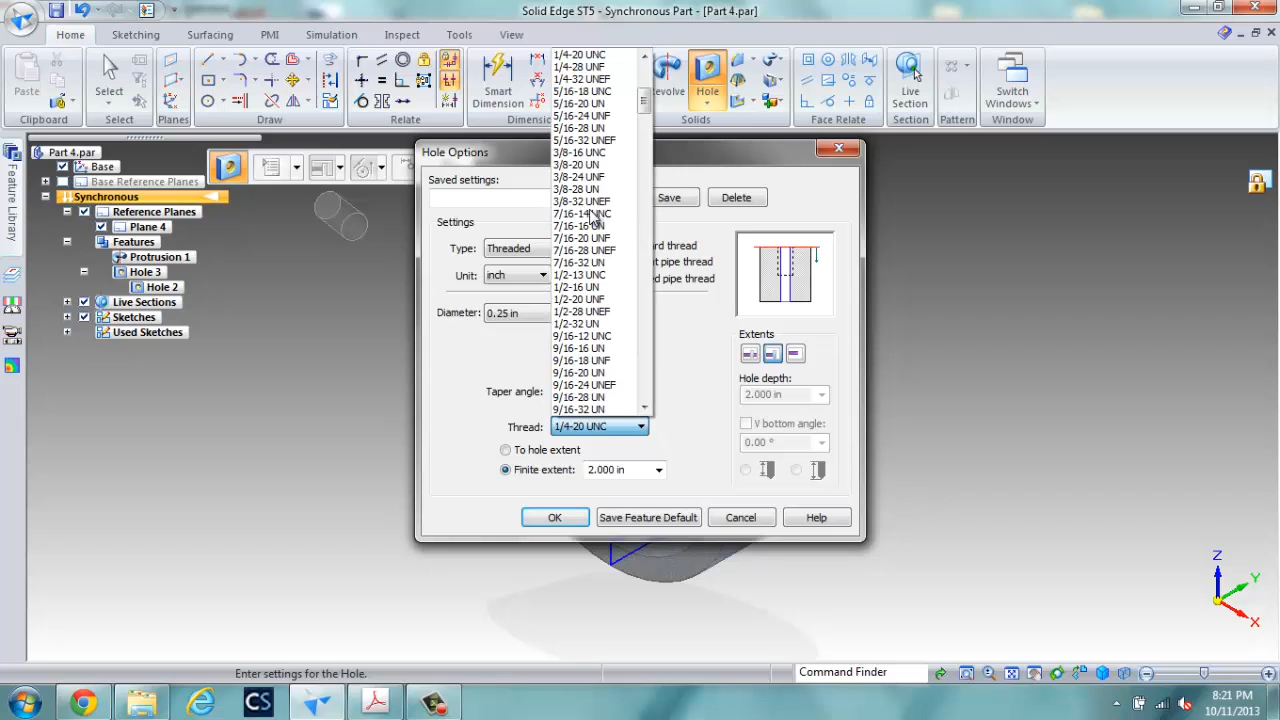 Solid Edge ST5 - Synchronous Part - [Part 4.par]
Home
Sketching
Surfacing
PMI
Simulation
Inspect
Tools
View
Paste
Select
Smart
Dimension
Revolve
Hole
Live
Section
Switch
Windows
Clipboard
Select
Draw
Relate
Solids
Face Relate
Section
Pattern
Window
Feature Library
Part 4.par
Base
Base Reference Planes
Synchronous
Reference Planes
Plane 4
Features
Protrusion 1
Hole 3
Hole 2
Live Sections
Sketches
Used Sketches
Hole Options
Saved settings:
Save
Delete
Settings
Type:
Threaded
Unit:
inch
Diameter:
0.25 in
Taper angle:
Thread:
1/4-20 UNC
1/4-20 UNC
1/4-28 UNF
1/4-32 UNEF
5/16-18 UNC
5/16-20 UN
5/16-24 UNF
5/16-28 UN
5/16-32 UNEF
3/8-16 UNC
3/8-20 UN
3/8-24 UNF
3/8-28 UN
3/8-32 UNEF
7/16-14 UNC
7/16-16 UN
7/16-20 UNF
7/16-28 UNEF
7/16-32 UN
1/2-13 UNC
1/2-16 UN
1/2-20 UNF
1/2-28 UNEF
1/2-32 UN
9/16-12 UNC
9/16-16 UN
9/16-18 UNF
9/16-20 UN
9/16-24 UNEF
9/16-28 UN
9/16-32 UN
thread
pipe thread
pipe thread
To hole extent
Finite extent:
2.000 in
Extents
Hole depth:
2.000 in
V bottom angle:
0.00 °
OK
Save Feature Default
Cancel
Help
Z
Y
X
Enter settings for the Hole.
Command Finder
CS
8:21 PM
10/11/2013